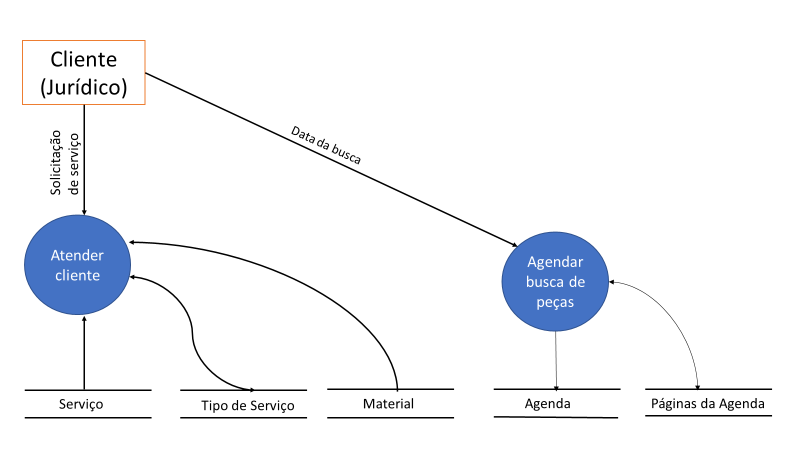 Cliente
(Jurídico)
Solicitação
de serviço
Data da busca
Atender
cliente
Agendar
busca de
peças
Serviço
Tipo de Serviço
Material
Agenda
Páginas da Agenda